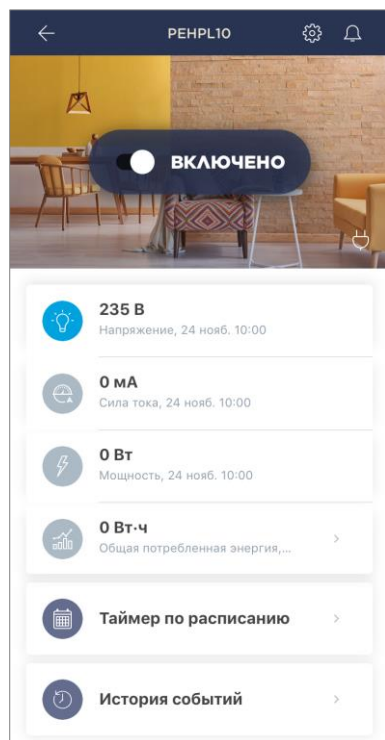 PEHPL10
ВКЛЮЧЕНО
235 В
Напряжение, 24 нояб. 10:00
0 мА
Сила тока, 24 нояб. 10:00
0 Вт
Мощность, 24 нояб. 10:00
0 Вт·ч
Общая потребленная энергия,...
Таймер по расписанию
История событий